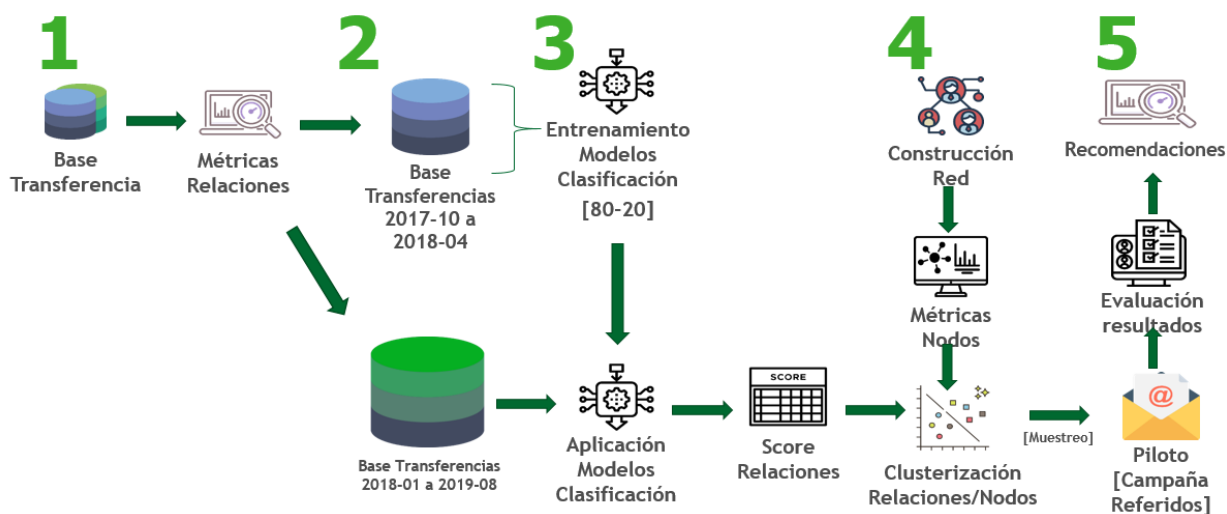 1
2
3
4
5
Base
Transferencia
Métricas
Relaciones
Base
Transferencias
2017-10 a
2018-04
Entrenamiento
Modelos
Clasificación
[80-20]
Base Transferencias
2018-01 a 2019-08
Aplicación
Modelos
Clasificación
SCORE
Score
Relaciones
Construcción
Red
Métricas
Nodos
Clusterización
Relaciones/Nodos
[Muestreo]
@
Piloto
[Campaña
Referidos]
Evaluación
resultados
Recomendaciones